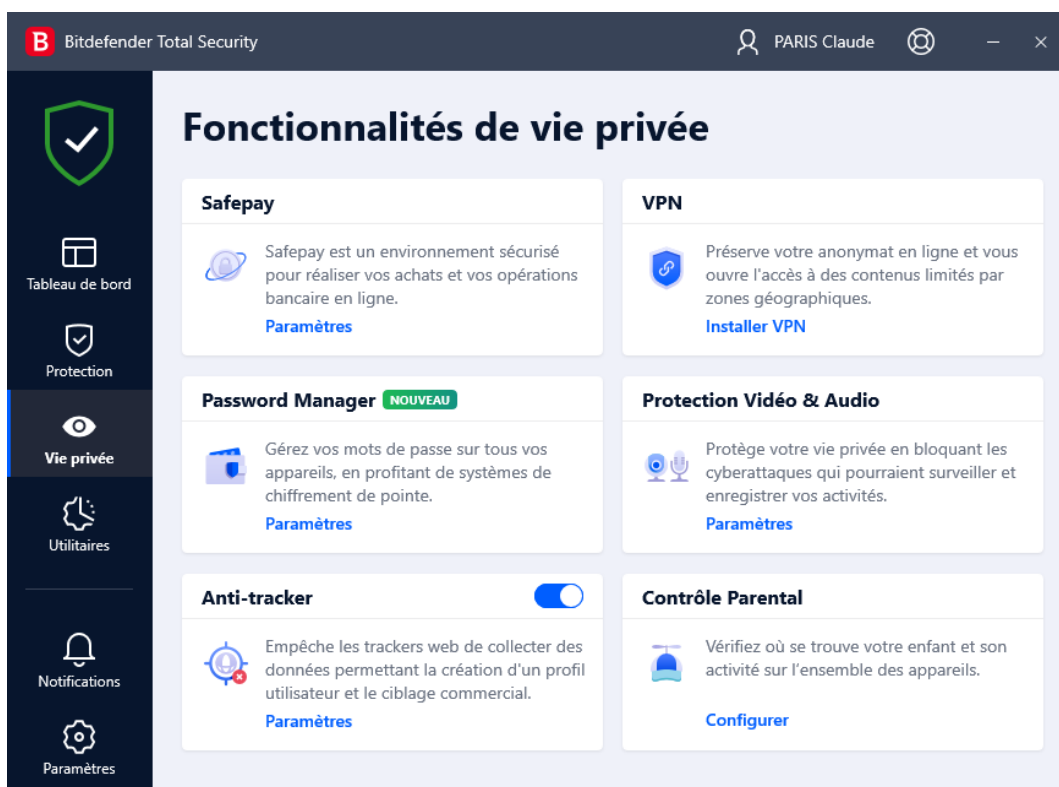 B Bitdefender Total Security
PARIS Claude
Tableau de bord
Protection
Vie privée
Utilitaires
Notifications
Paramètres
Fonctionnalités de vie privée
Safepay
Safepay est un environnement sécurisé
pour réaliser vos achats et vos opérations
bancaire en ligne.
Paramètres
VPN
Préserve votre anonymat en ligne et vous
ouvre l'accès à des contenus limités par
zones géographiques.
Installer VPN
Password Manager NOUVEAU
Gérez vos mots de passe sur tous vos
appareils, en profitant de systèmes de
chiffrement de pointe.
Paramètres
Protection Vidéo & Audio
Protège votre vie privée en bloquant les
cyberattaques qui pourraient surveiller et
enregistrer vos activités.
Paramètres
Anti-tracker
Empêche les trackers web de collecter des
données permettant la création d'un profil
utilisateur et le ciblage commercial.
Paramètres
Contrôle Parental
Vérifiez où se trouve votre enfant et son
activité sur l'ensemble des appareils.
Configurer